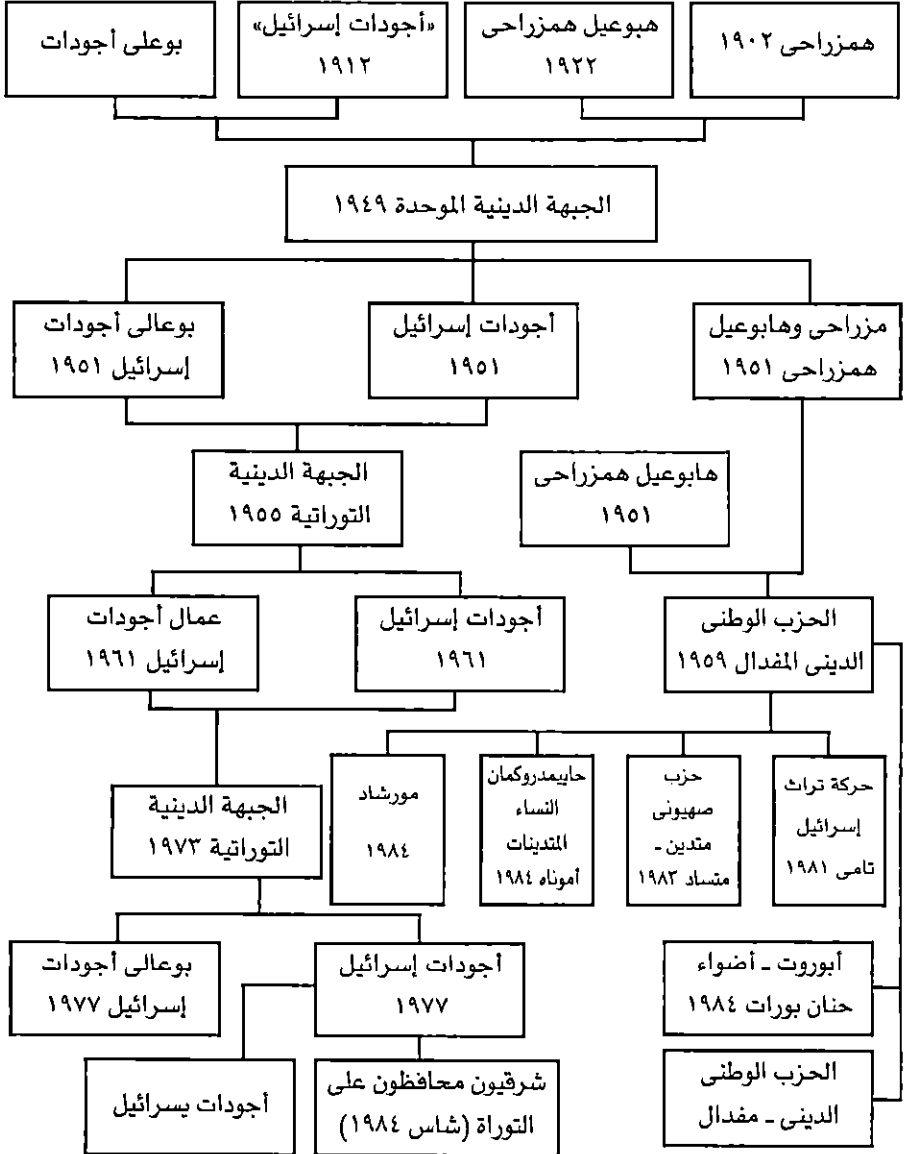 همزراحى ١٩٠٢
هبوعيل همزراحى
١٩٢٢
«أجودات إسرائيل»
١٩١٢
بوعلى أجودات
الجبهة الدينية الموحدة ١٩٤٩
مزراحى وهابوعيل
همزراحى ١٩٥١
أجودات إسرائيل
١٩٥١
بوعالى أجودات
إسرائيل ١٩٥١
هابوعيل همزراحى
١٩٥١
الجبهة الدينية
التوراتية ١٩٥٥
الحزب الوطنى
الدينى المفدال ١٩٥٩
أجودات إسرائيل
١٩٦١
عمال أجودات
إسرائيل ١٩٦١
حركة تراث
إسرائيل
تامى ١٩٨١
حزب
صهيونى
متدين ـ
متساد ١٩٨٣
حاييمدروكمان
النساء
المتدينات
أموناه ١٩٨٤
مورشاد
١٩٨٤
الجبهة الدينية
التوراتية ١٩٧٣
أبوروت ـ أضواء
حنان بورات ١٩٨٤
أجودات إسرائيل
١٩٧٧
بوعالى أجودات
إسرائيل ١٩٧٧
الحزب الوطنى
الدينى ـ مفدال
شرقيون محافظون على
التوراة (شاس ١٩٨٤)
أجودات يسرائيل